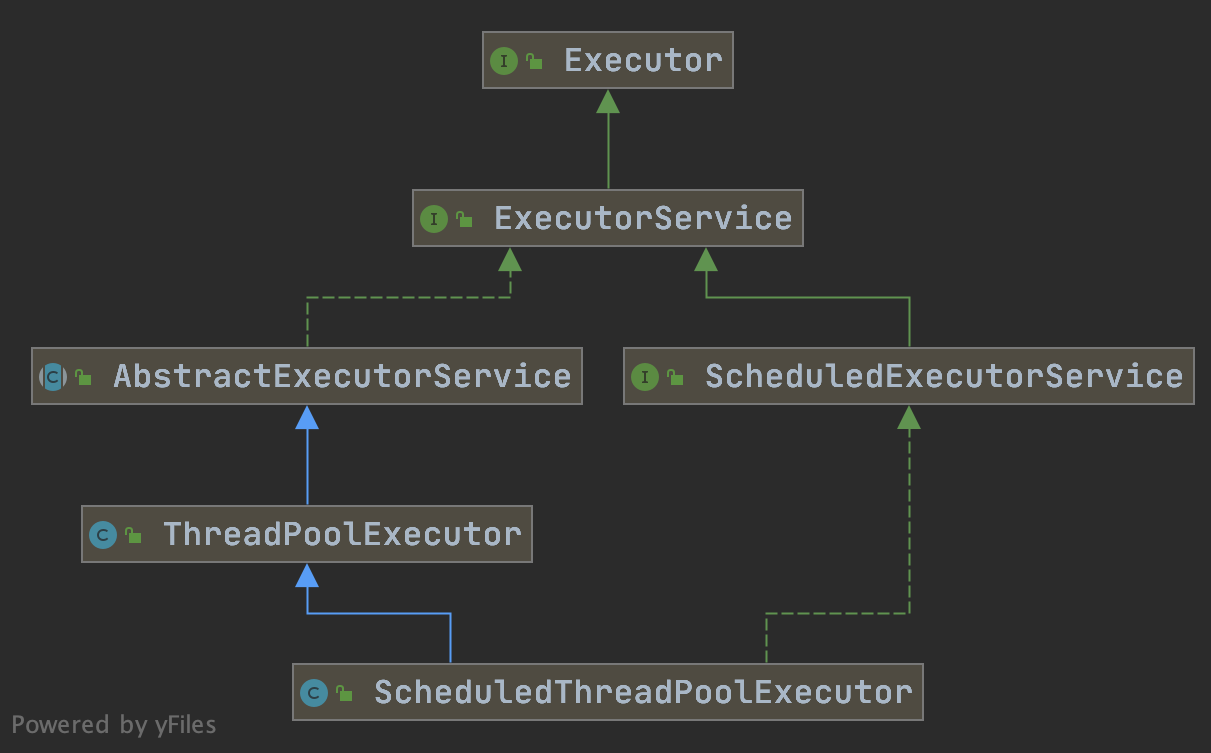 I Executor
I ExecutorService
C AbstractExecutorService
I ScheduledExecutorService
C ThreadPoolExecutor
C ScheduledThreadPoolExecutor
Powered by yFiles